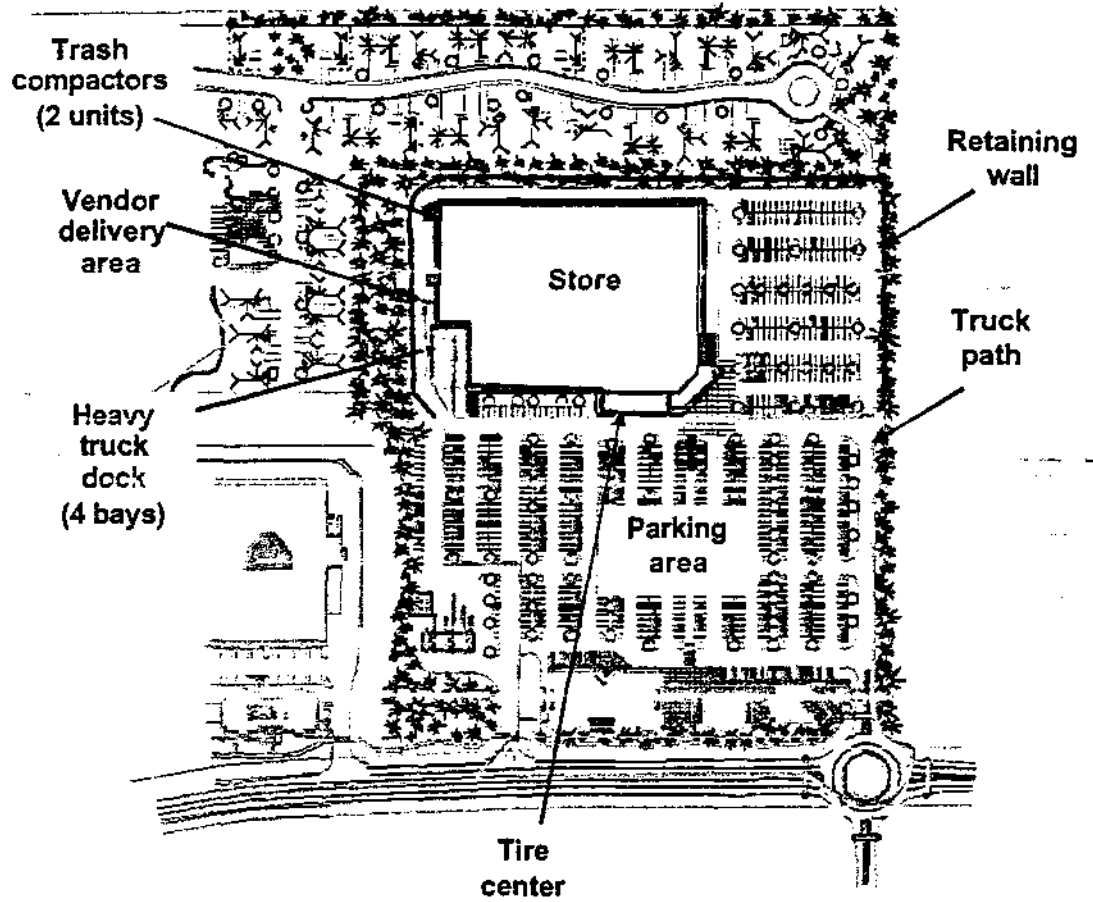 Trash
compactors
(2 units)
Retaining
wall
Vendor
delivery
area
Store
Truck
path
Heavy
truck
dock
(4 bays)
Parking
area
Tire
center